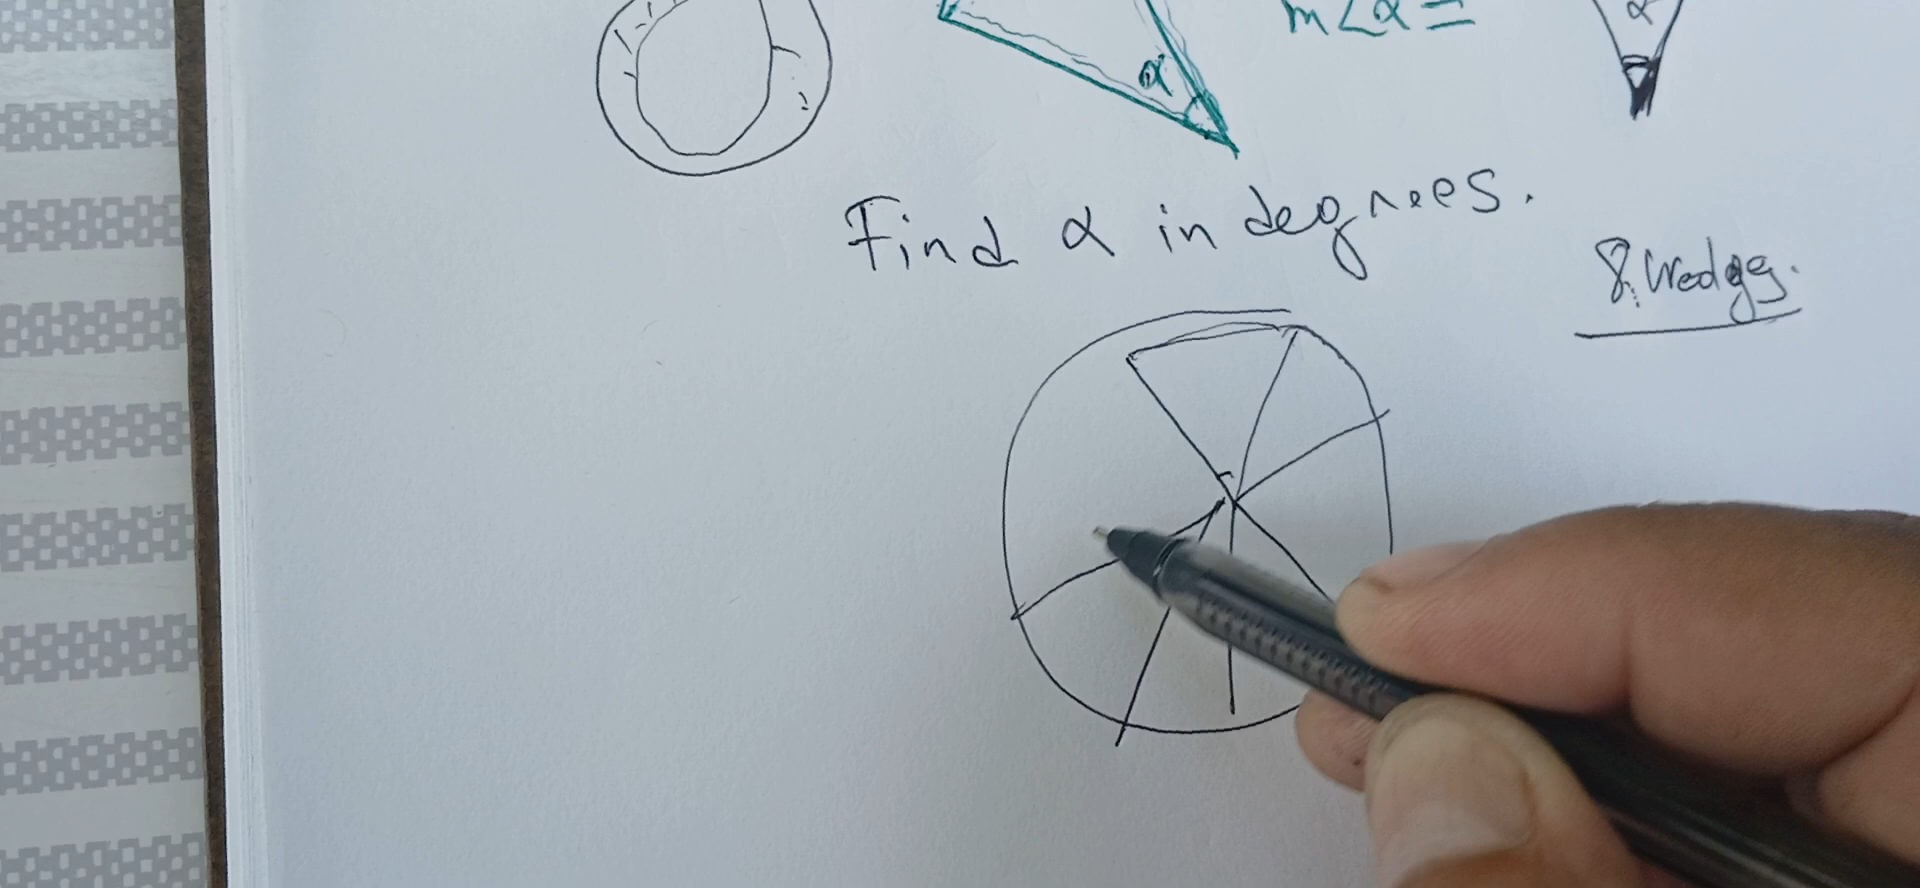 m∠α =
α
α
Find α in degrees.
8. Wedges.